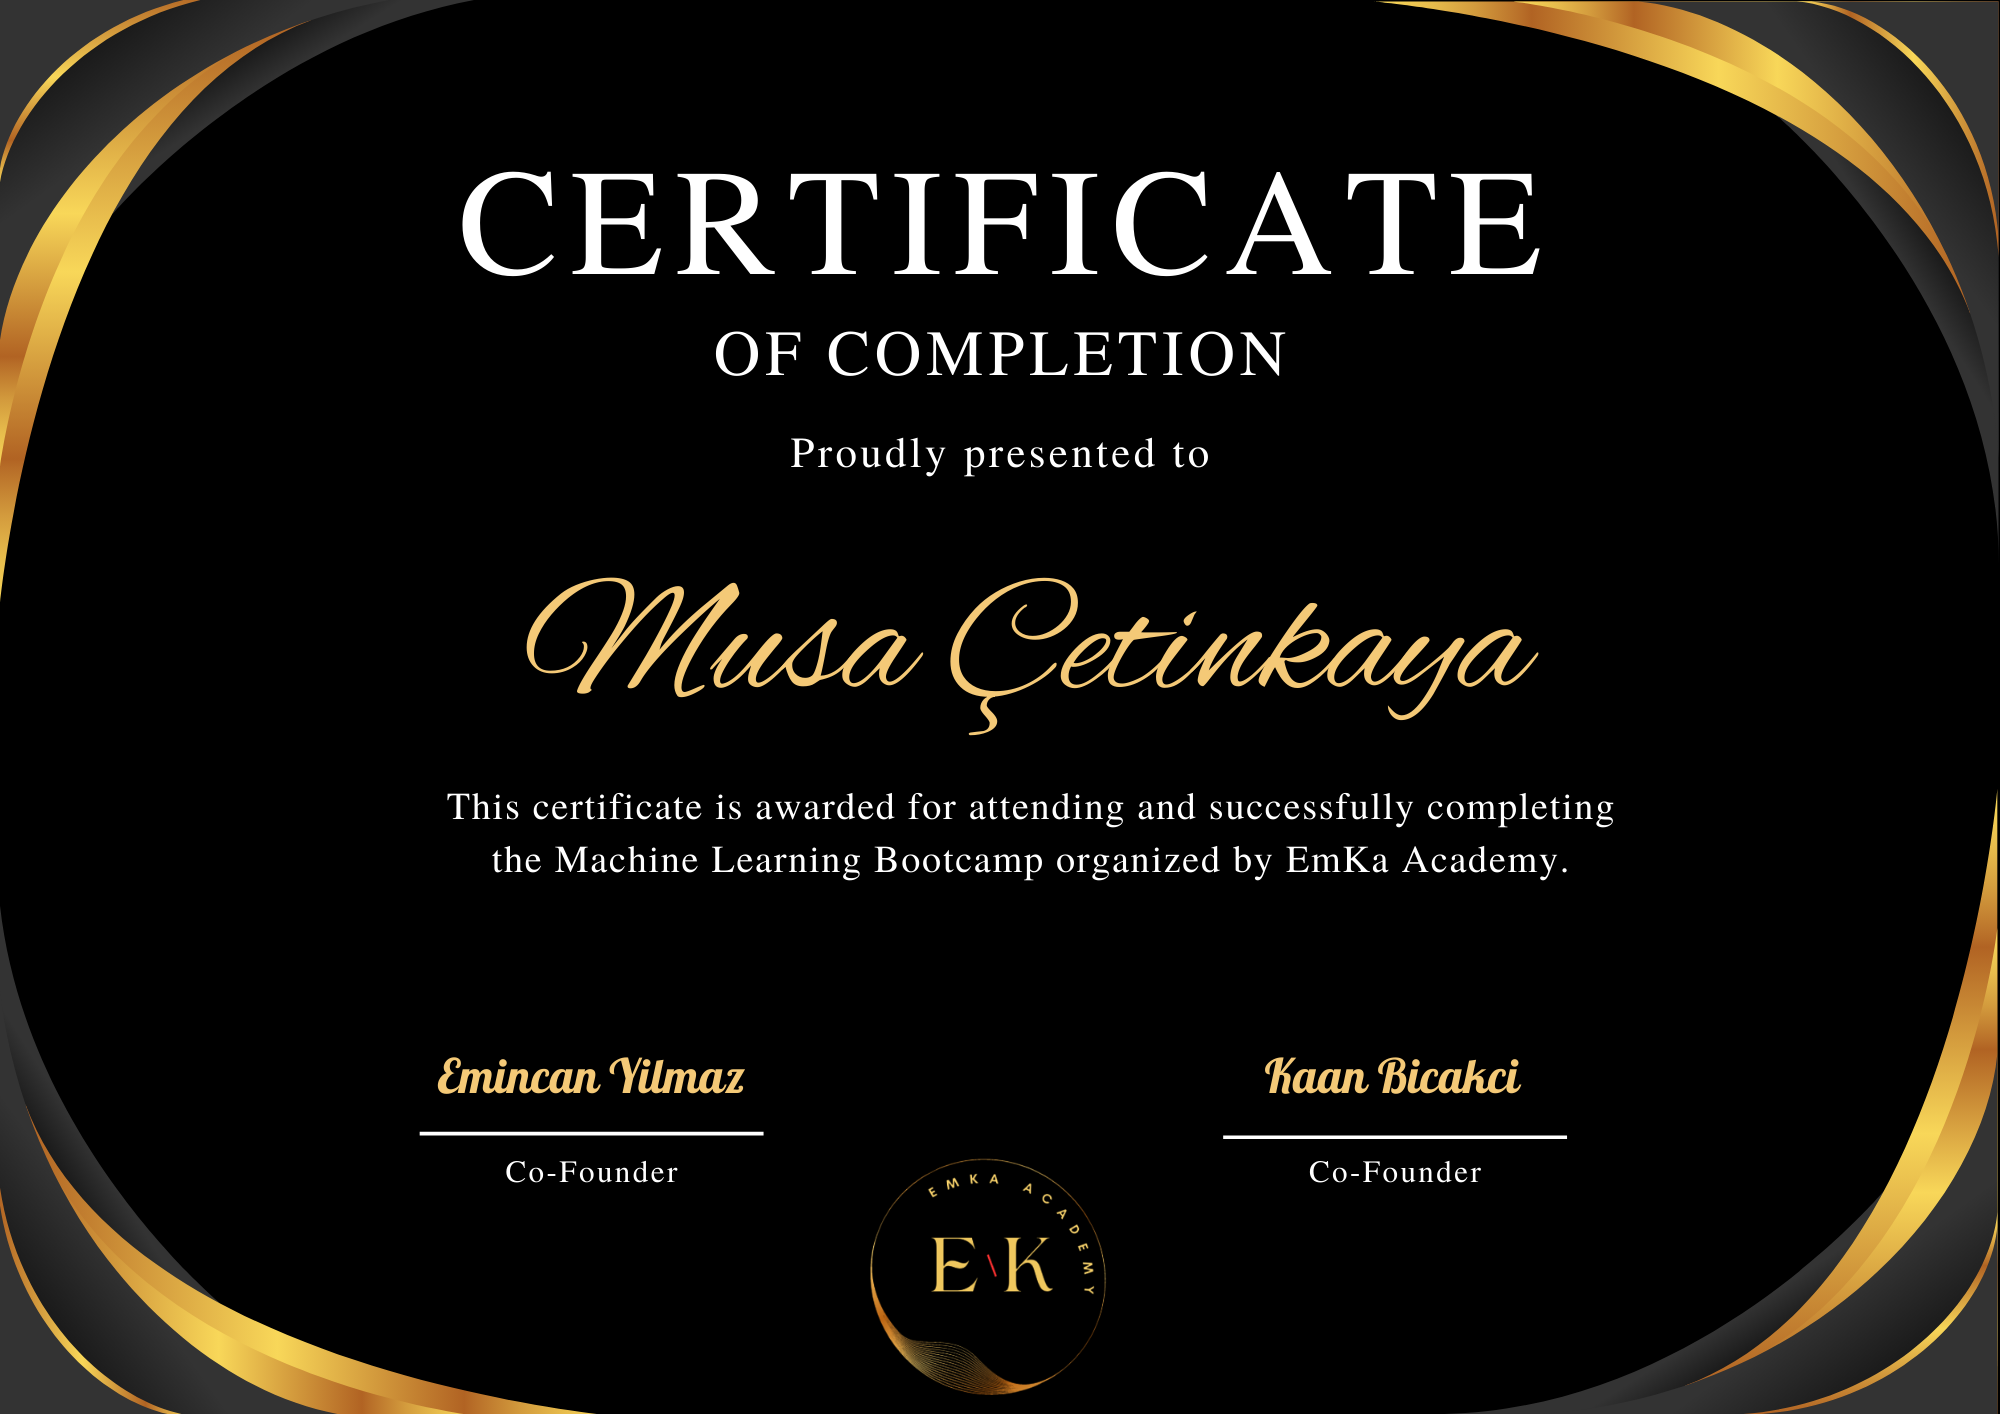 CERTIFICATE
OF COMPLETION
Proudly presented to
Musa Çetinkaya
This certificate is awarded for attending and successfully completing
the Machine Learning Bootcamp organized by EmKa Academy.
Emincan Yilmaz
Kaan Bicakci
Co-Founder
Co-Founder
EMKA ACADEMY
E\K